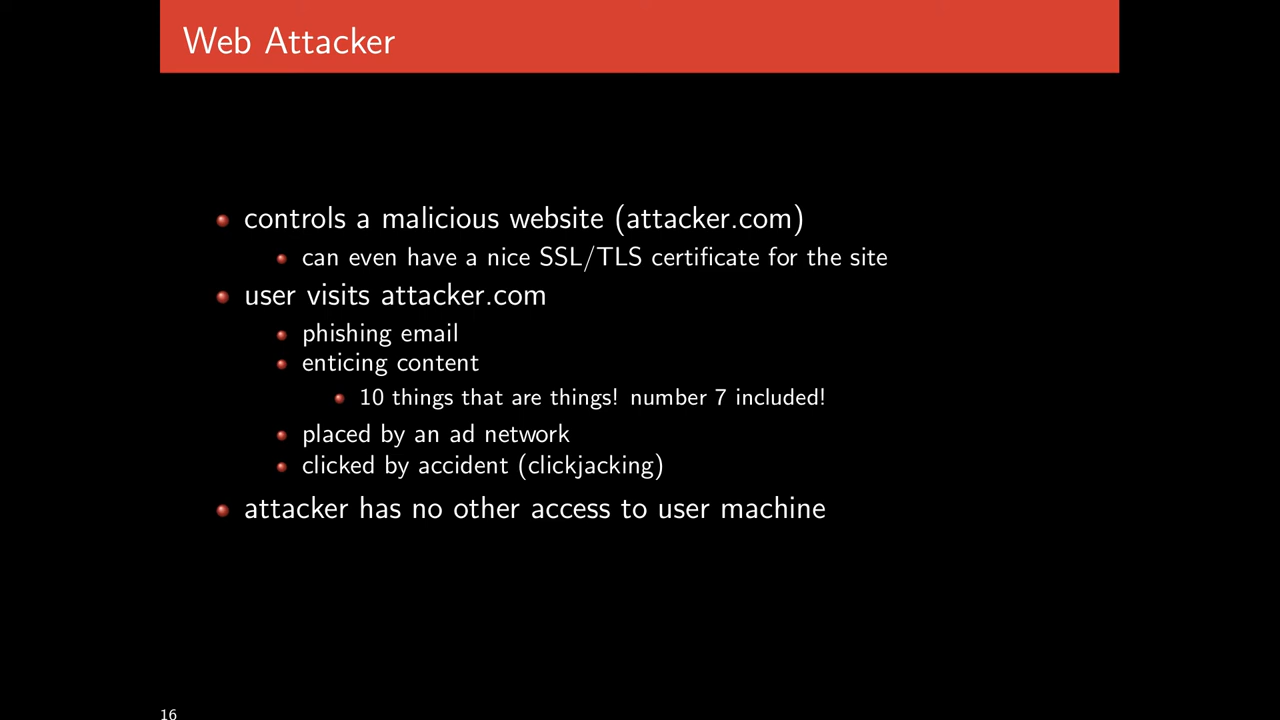 Web Attacker
controls a malicious website (attacker.com)
can even have a nice SSL/TLS certificate for the site
user visits attacker.com
phishing email
enticing content
10 things that are things! number 7 included!
placed by an ad network
clicked by accident (clickjacking)
attacker has no other access to user machine
16